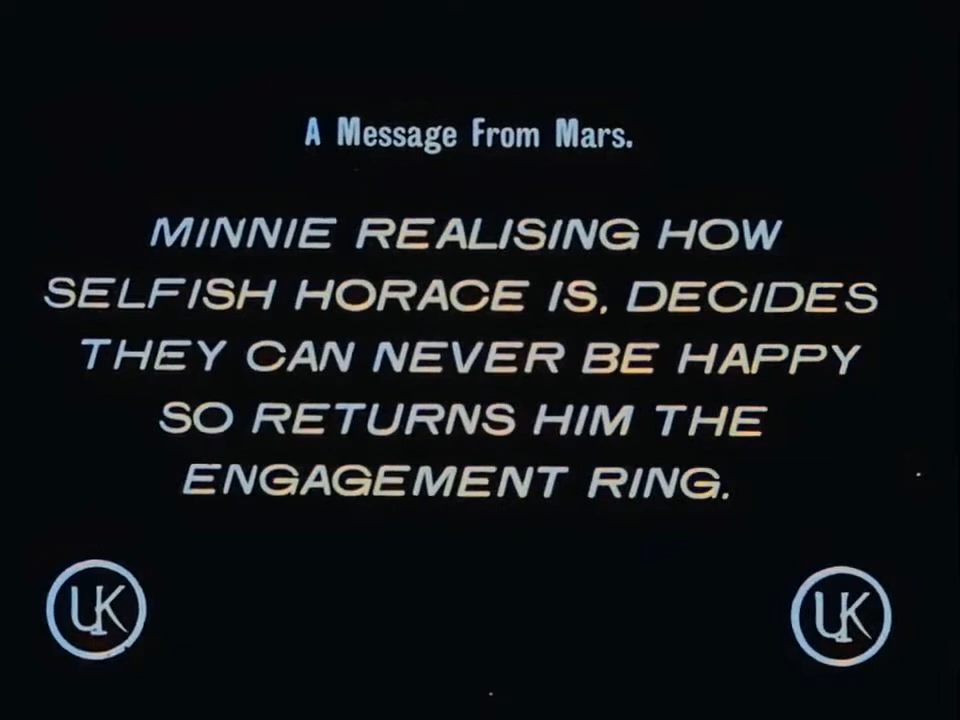 A Message From Mars.
MINNIE REALISING HOW
SELFISH HORACE IS, DECIDES
THEY CAN NEVER BE HAPPY
SO RETURNS HIM THE
ENGAGEMENT RING.
UK UK